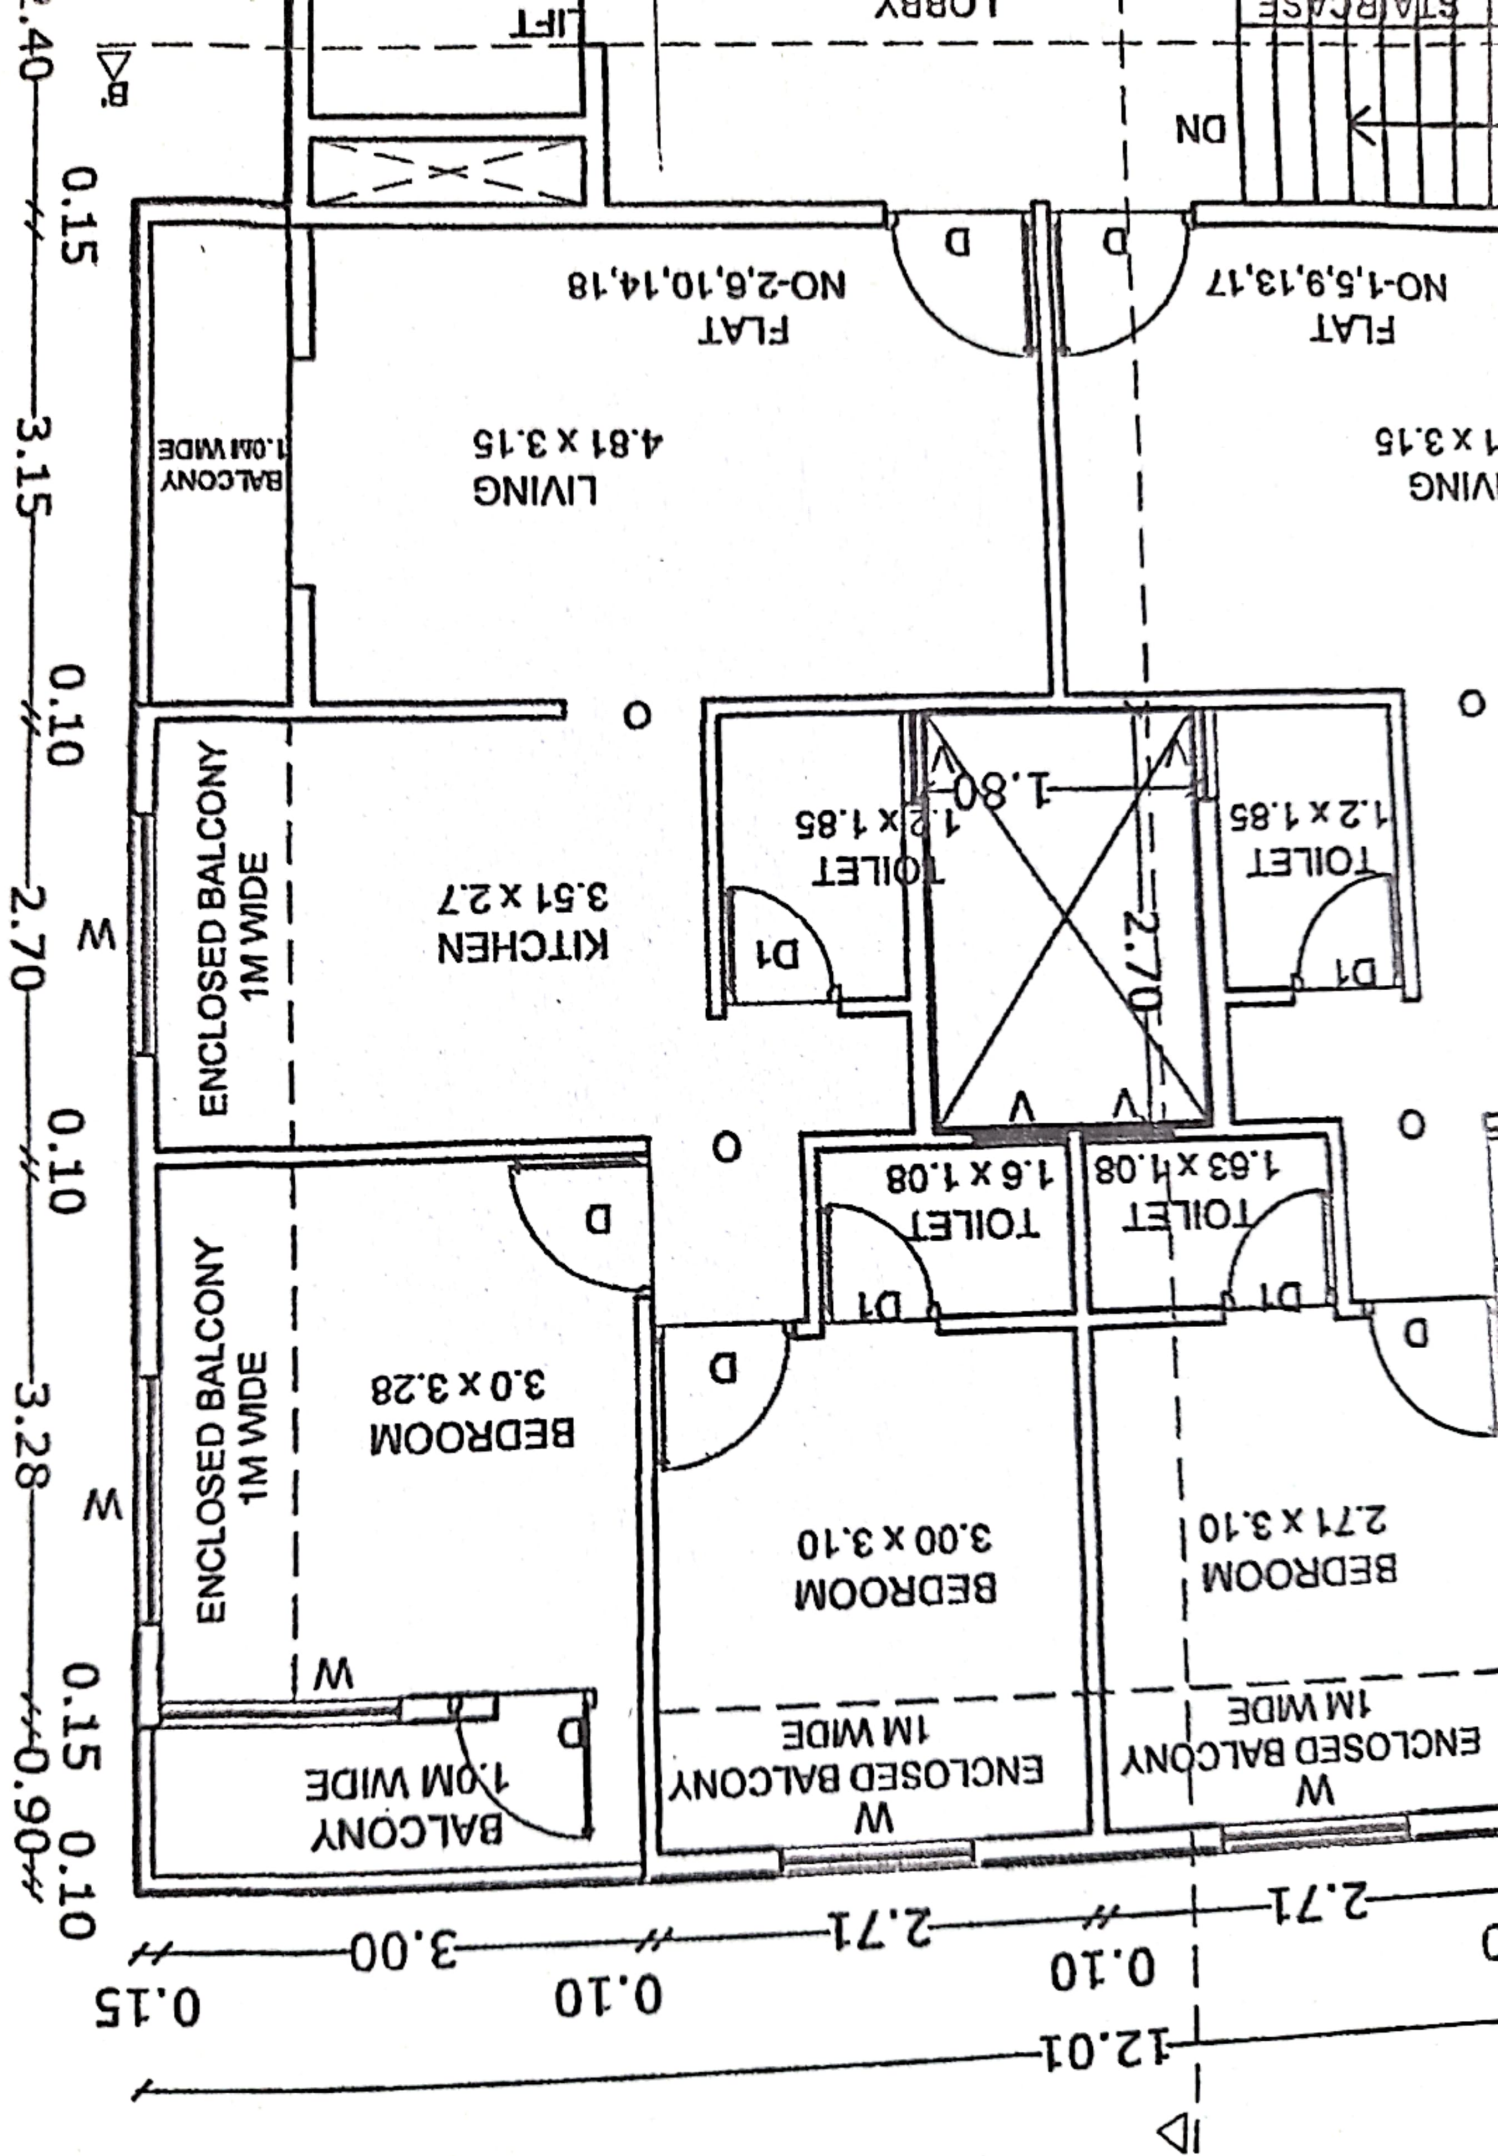 12.01
0.15
0.10
0.10
3.00
2.71
2.71
W
W
ENCLOSED BALCONY
1M WIDE
ENCLOSED BALCONY
1M WIDE
BALCONY
1.0M WIDE
D
W
BEDROOM
2.71 x 3.10
BEDROOM
3.00 x 3.10
BEDROOM
3.0 x 3.28
ENCLOSED BALCONY
1M WIDE
W
D
D
D
D1
D1
TOILET
1.63 x 1.08
TOILET
1.6 x 1.08
O
O
V
V
2.70
1.80
V
V
D1
D1
TOILET
1.2 x 1.85
TOILET
1.2 x 1.85
KITCHEN
3.51 x 2.7
ENCLOSED BALCONY
1M WIDE
W
O
O
LIVING
4.81 x 3.15
BALCONY
1.0M WIDE
FLAT
NO-1,5,9,13,17
FLAT
NO-2,6,10,14,18
D
D
DN
B'
STAIRCASE
LOBBY
LIFT
0.15
3.15
0.10
2.70
0.10
3.28
0.15
0.90
0.10